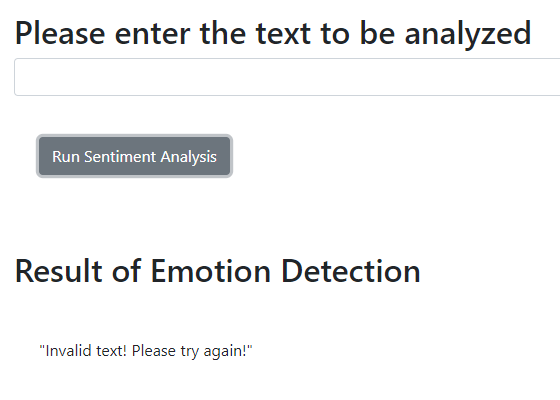 Please enter the text to be analyzed
Run Sentiment Analysis
Result of Emotion Detection
"Invalid text! Please try again!"